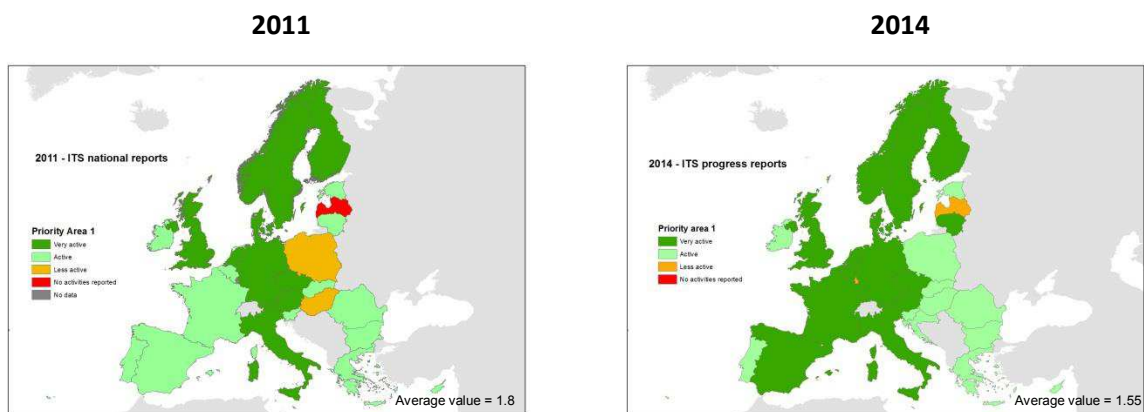 2011
2014
2011 - ITS national reports
Priority Area 1
Very active
Active
Less active
No activities reported
No data
Average value = 1.8
2014 - ITS progress reports
Priority area 1
Very active
Active
Less active
No activities reported
Average value = 1.55